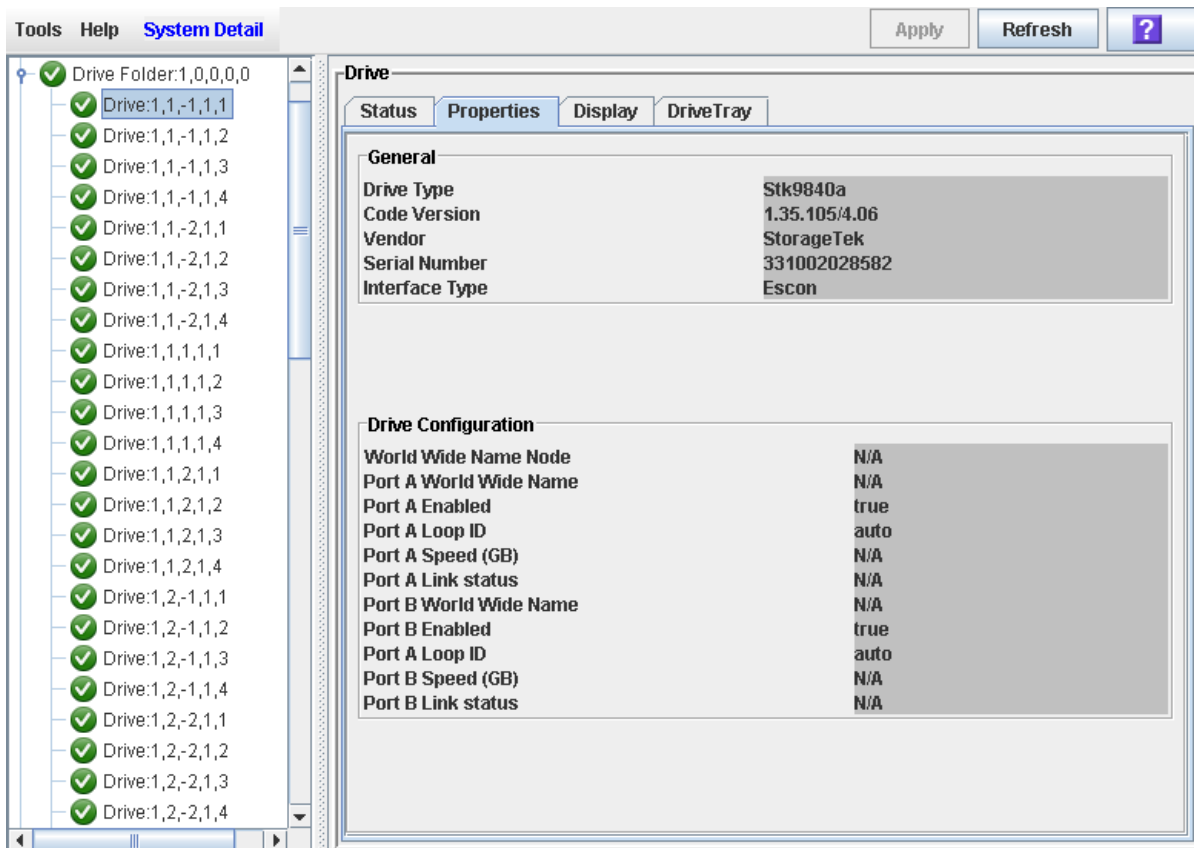 Tools Help System Detail
Apply Refresh ?
Drive Folder:1,0,0,0,0
Drive:1,1,-1,1,1
Drive:1,1,-1,1,2
Drive:1,1,-1,1,3
Drive:1,1,-1,1,4
Drive:1,1,-2,1,1
Drive:1,1,-2,1,2
Drive:1,1,-2,1,3
Drive:1,1,-2,1,4
Drive:1,1,1,1,1
Drive:1,1,1,1,2
Drive:1,1,1,1,3
Drive:1,1,1,1,4
Drive:1,1,2,1,1
Drive:1,1,2,1,2
Drive:1,1,2,1,3
Drive:1,1,2,1,4
Drive:1,2,-1,1,1
Drive:1,2,-1,1,2
Drive:1,2,-1,1,3
Drive:1,2,-1,1,4
Drive:1,2,-2,1,1
Drive:1,2,-2,1,2
Drive:1,2,-2,1,3
Drive:1,2,-2,1,4
Drive
Status Properties Display DriveTray
General
Drive Type Stk9840a
Code Version 1.35.105/4.06
Vendor StorageTek
Serial Number 331002028582
Interface Type Escon
Drive Configuration
World Wide Name Node N/A
Port A World Wide Name N/A
Port A Enabled true
Port A Loop ID auto
Port A Speed (GB) N/A
Port A Link status N/A
Port B World Wide Name N/A
Port B Enabled true
Port A Loop ID auto
Port B Speed (GB) N/A
Port B Link status N/A